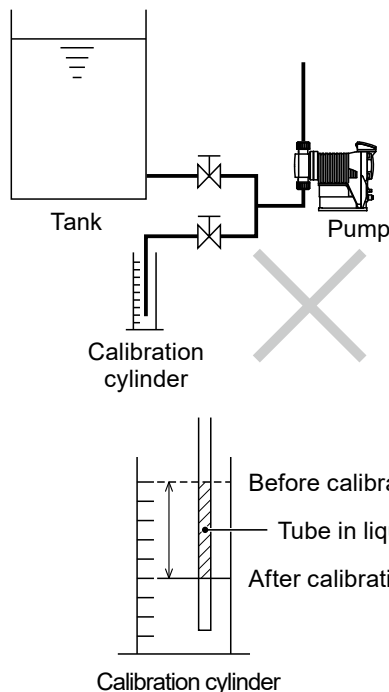 Tank
Pump
Calibration
cylinder
Before calibra
Tube in liq
After calibrati
Calibration cylinder